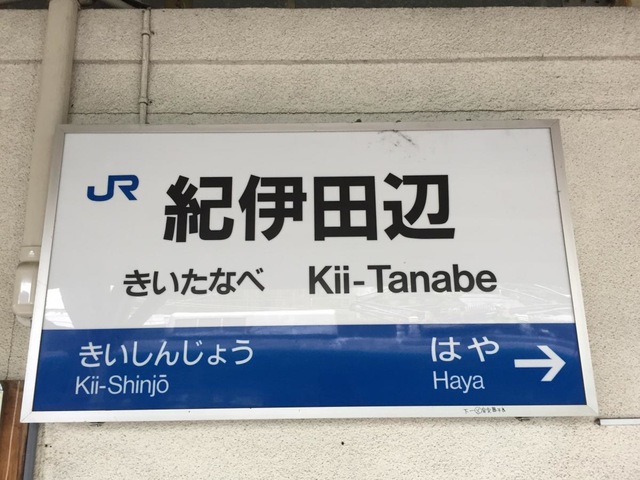 JR 紀伊田辺
きいたなべ Kii-Tanabe
きいしんじょう はや →
Kii-Shinjō Haya